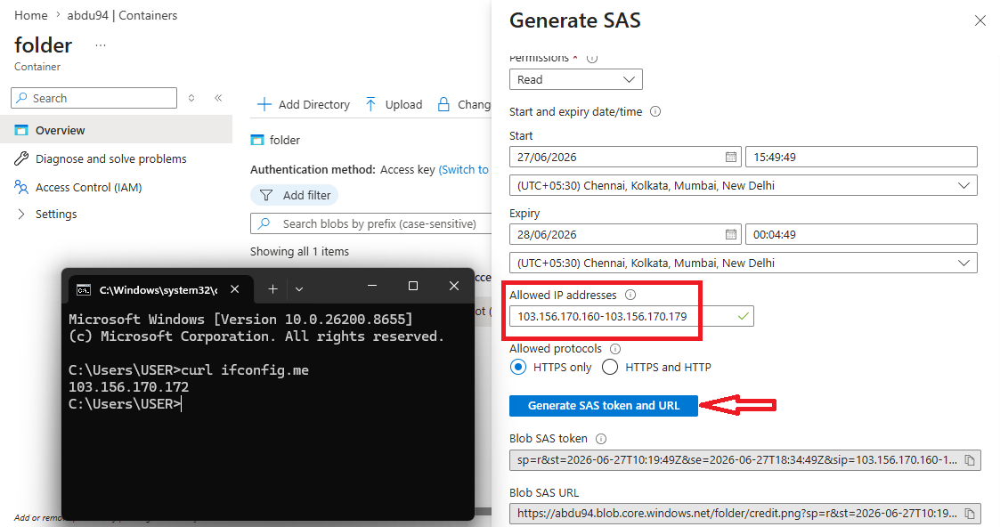 Home > abdu94 | Containers
folder ...
Container
Search
Overview
Diagnose and solve problems
Access Control (IAM)
Settings
Add Directory
Upload
Chang
folder
Authentication method: Access key (Switch to
Add filter
Search blobs by prefix (case-sensitive)
Showing all 1 items
C:\Windows\system32\c
Microsoft Windows [Version 10.0.26200.8655]
(c) Microsoft Corporation. All rights reserved.
C:\Users\USER>curl ifconfig.me
103.156.170.172
C:\Users\USER>
Add or remo
Generate SAS
Permissions *
Read
Start and expiry date/time
Start
27/06/2026
15:49:49
(UTC+05:30) Chennai, Kolkata, Mumbai, New Delhi
Expiry
28/06/2026
00:04:49
(UTC+05:30) Chennai, Kolkata, Mumbai, New Delhi
Allowed IP addresses
103.156.170.160-103.156.170.179
Allowed protocols
HTTPS only
HTTPS and HTTP
Generate SAS token and URL
Blob SAS token
sp=r&st=2026-06-27T10:19:49Z&se=2026-06-27T18:34:49Z&sip=103.156.170.160-1...
Blob SAS URL
https://abdu94.blob.core.windows.net/folder/credit.png?sp=r&st=2026-06-27T10:19...